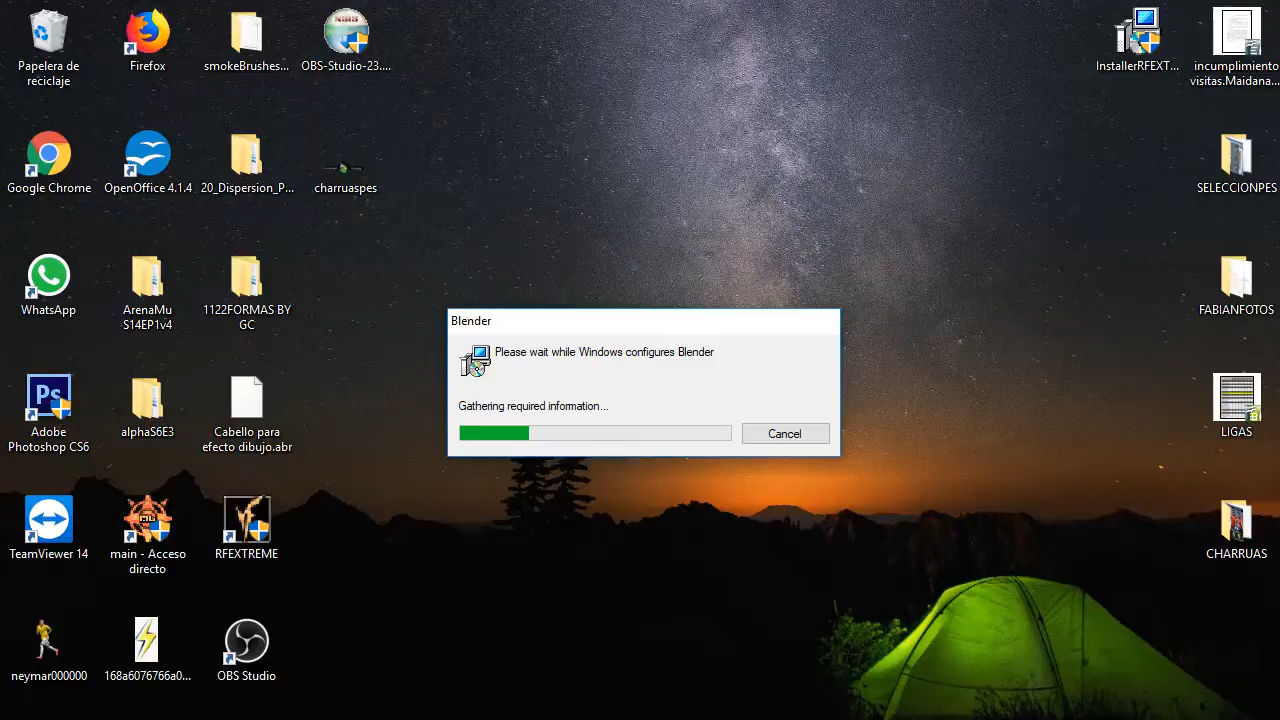 Papelera de
reciclaje
Firefox
smokeBrushes...
OBS-Studio-23....
InstallerRFEXT...
incumplimiento
visitas.Maidana...
Google Chrome
OpenOffice 4.1.4
20_Dispersion_P...
charruaspes
SELECCIONPES
WhatsApp
ArenaMu
S14EP1v4
1122FORMAS BY
GC
FABIANFOTOS
Blender
Please wait while Windows configures Blender
Gathering required information...
Cancel
Ps
Adobe
Photoshop CS6
alphaS6E3
Cabello para
efecto dibujo.abr
LIGAS
TeamViewer 14
main - Acceso
directo
RFEXTREME
CHARRUAS
neymar000000
168a6076766a0...
OBS Studio
NSIS
MU